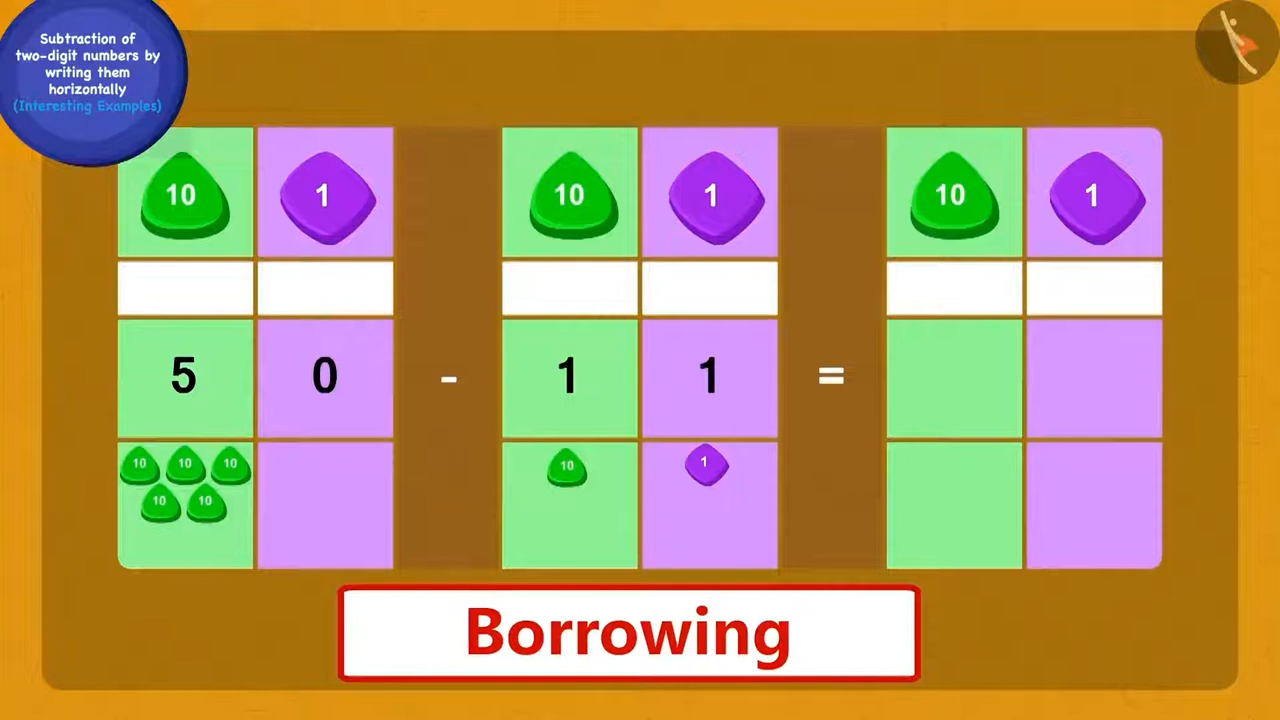 Subtraction of
two-digit numbers by
writing them
horizontally
(Interesting Examples)
10 1 10 1 10 1
5 0 - 1 1 =
10 10 10 10 1
10 10
Borrowing